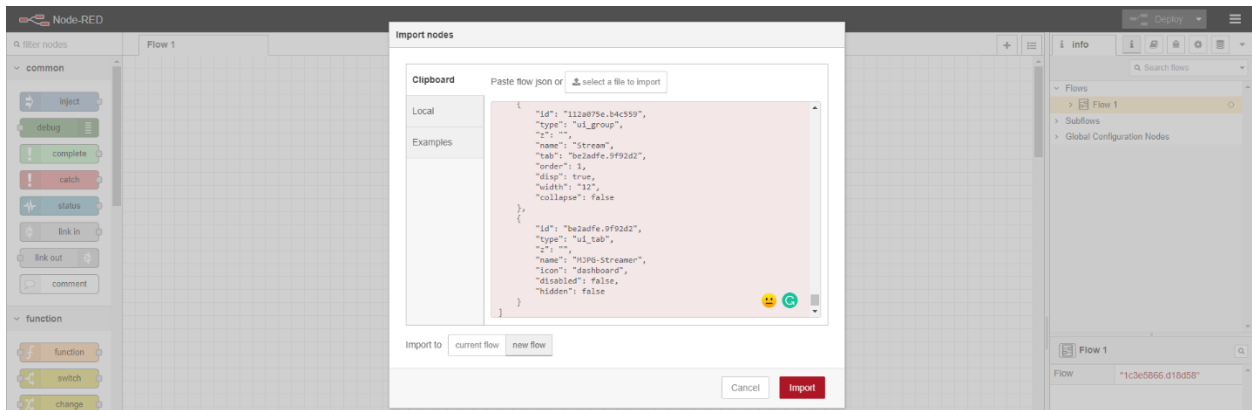 Node-RED
Deploy
filter nodes
common
inject
debug
complete
catch
status
link in
link out
comment
function
function
switch
change
Flow 1
Import nodes
Clipboard
Local
Examples
Paste flow json or select a file to import
{
"id": "112a075e.b4c559",
"type": "ui_group",
"z": "",
"name": "Stream",
"tab": "be2adfe.9f92d2",
"order": 1,
"disp": true,
"width": "12",
"collapse": false
},
{
"id": "be2adfe.9f92d2",
"type": "ui_tab",
"z": "",
"name": "MJPG-Streamer",
"icon": "dashboard",
"disabled": false,
"hidden": false
}
]
Import to current flow new flow
Cancel Import
info
Search flows
Flows
Flow 1
Subflows
Global Configuration Nodes
Flow 1
Flow "1c3e5866.d18d58"